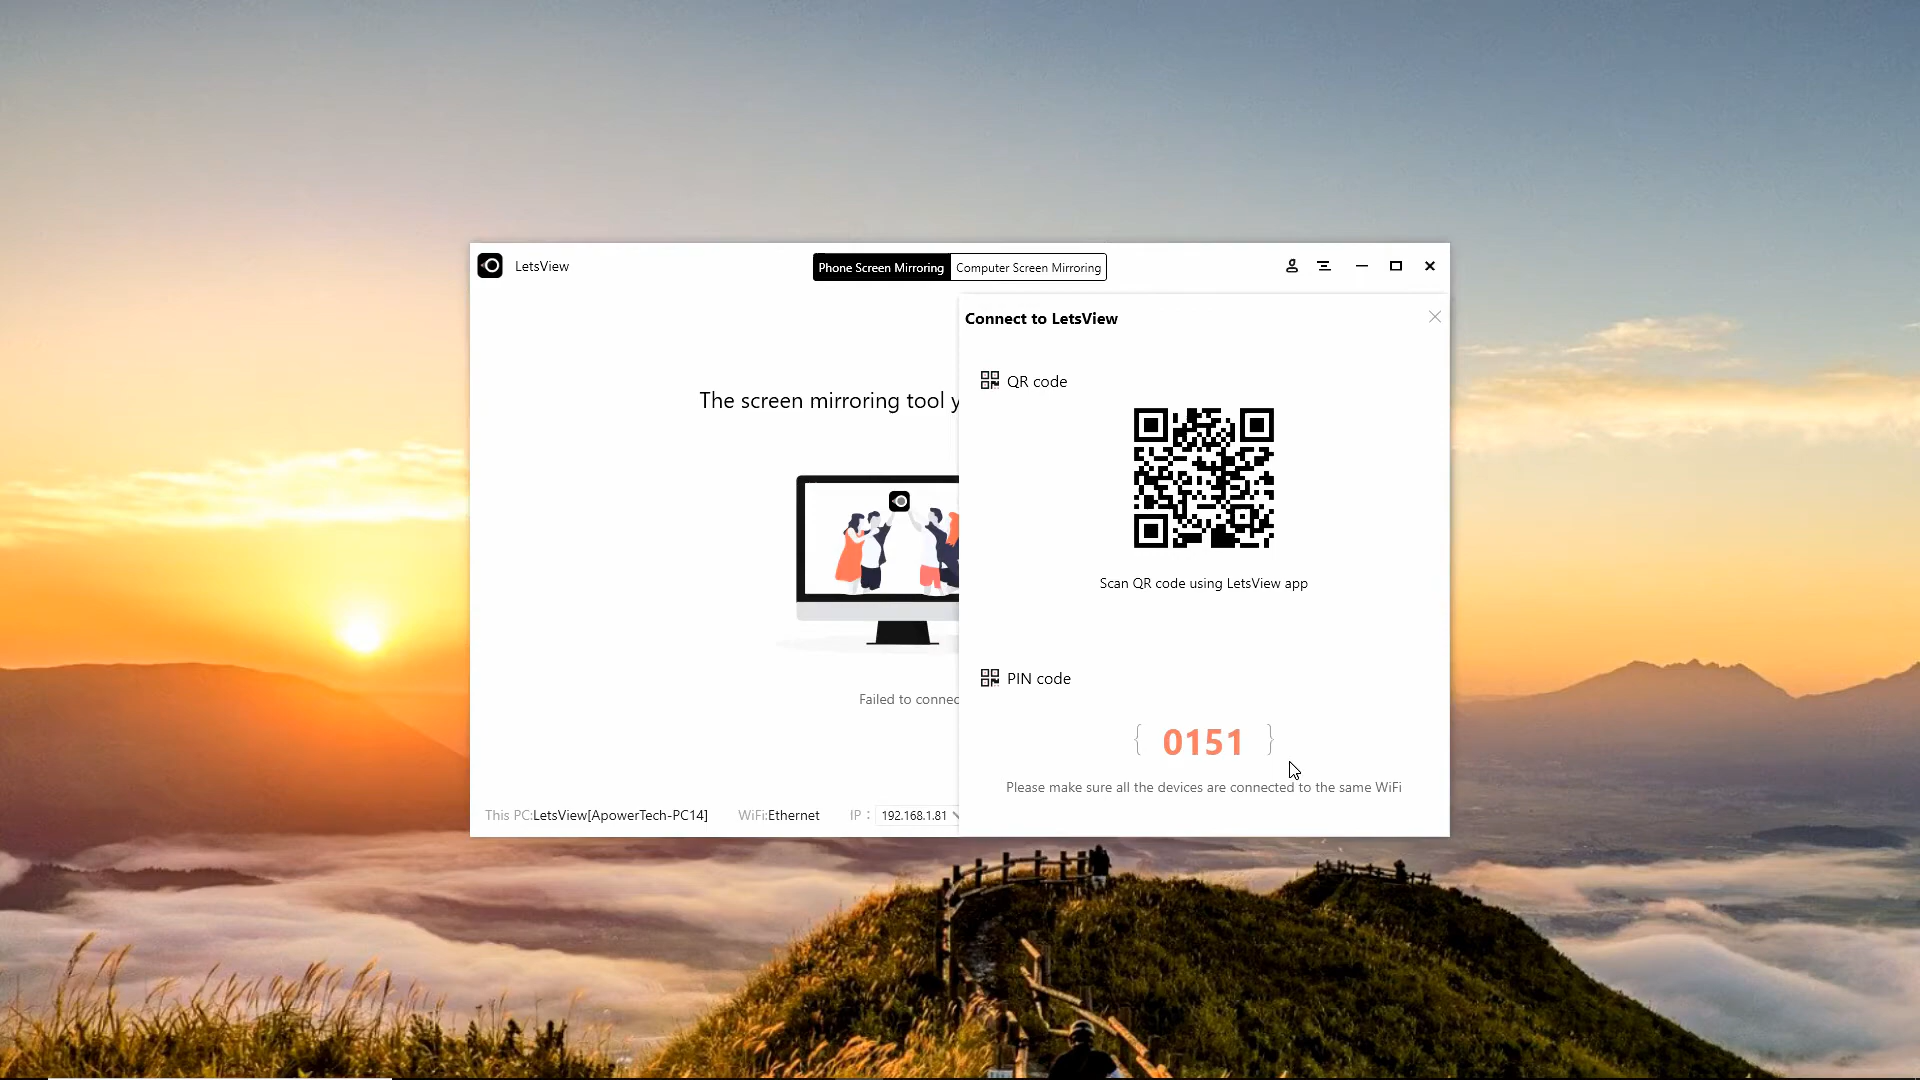 LetsView
Phone Screen Mirroring Computer Screen Mirroring
Connect to LetsView
QR code
The screen mirroring tool
Scan QR code using LetsView app
PIN code
Failed to
{ 0151 }
Please make sure all the devices are connected to the same WiFi
This PC:LetsView[ApowerTech-PC14] WiFi:Ethernet IP : 192.168.1.81